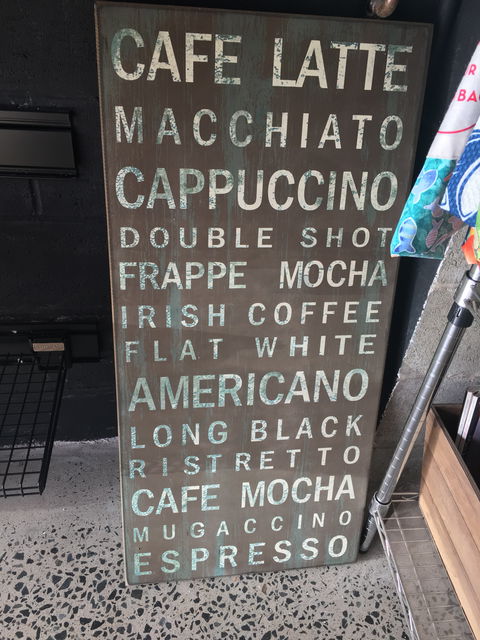 CAFE LATTE
MACCHIATO
CAPPUCCINO
DOUBLE SHOT
FRAPPE MOCHA
IRISH COFFEE
FLAT WHITE
AMERICANO
LONG BLACK
RISTRETTO
CAFE MOCHA
MUGACCINO
ESPRESSO